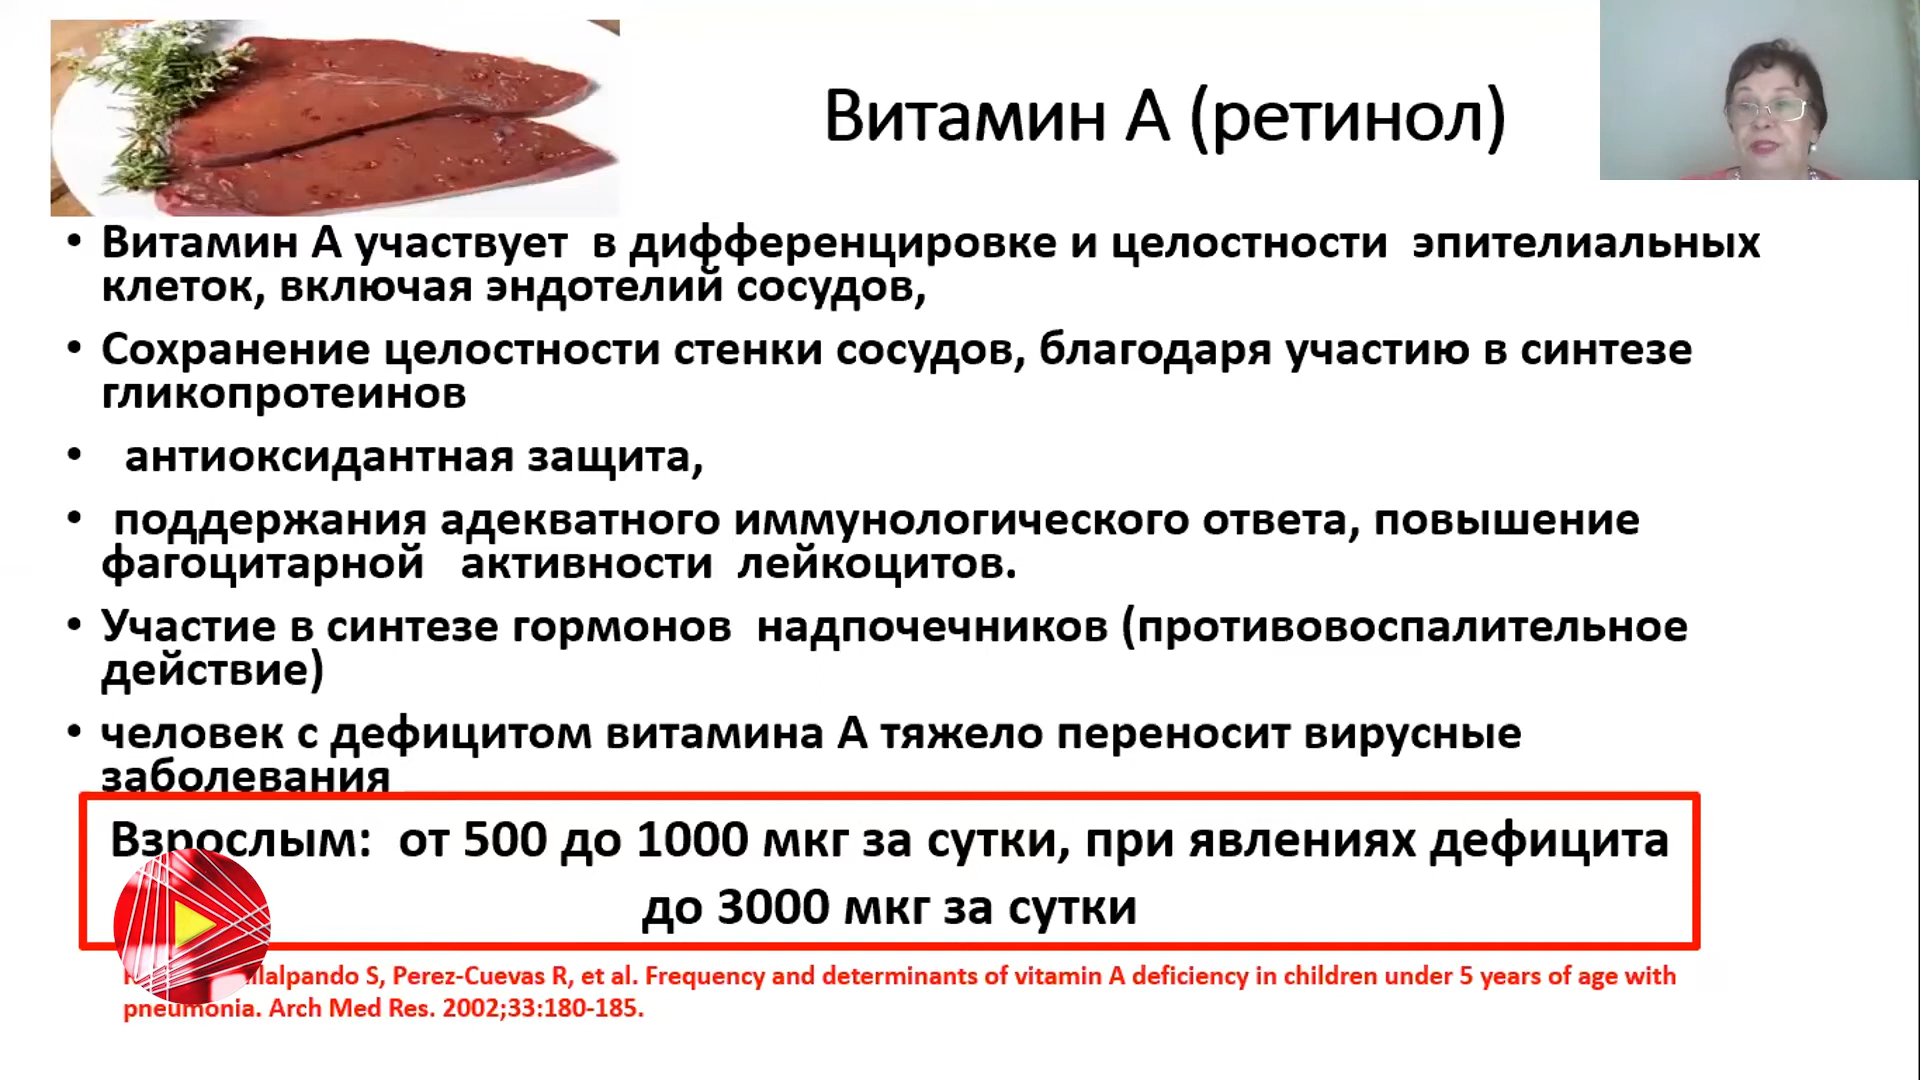 Витамин А (ретинол)
• Витамин А участвует в дифференцировке и целостности эпителиальных
клеток, включая эндотелий сосудов,
• Сохранение целостности стенки сосудов, благодаря участию в синтезе
гликопротеинов
• антиоксидантная защита,
• поддержания адекватного иммунологического ответа, повышение
фагоцитарной активности лейкоцитов.
• Участие в синтезе гормонов надпочечников (противовоспалительное
действие)
• человек с дефицитом витамина А тяжело переносит вирусные
заболевания
Взрослым: от 500 до 1000 мкг за сутки, при явлениях дефицита
до 3000 мкг за сутки
S, Perez-Cuevas R, et al. Frequency and determinants of vitamin A deficiency in children under 5 years of age with
pneumonia. Arch Med Res. 2002;33:180-185.